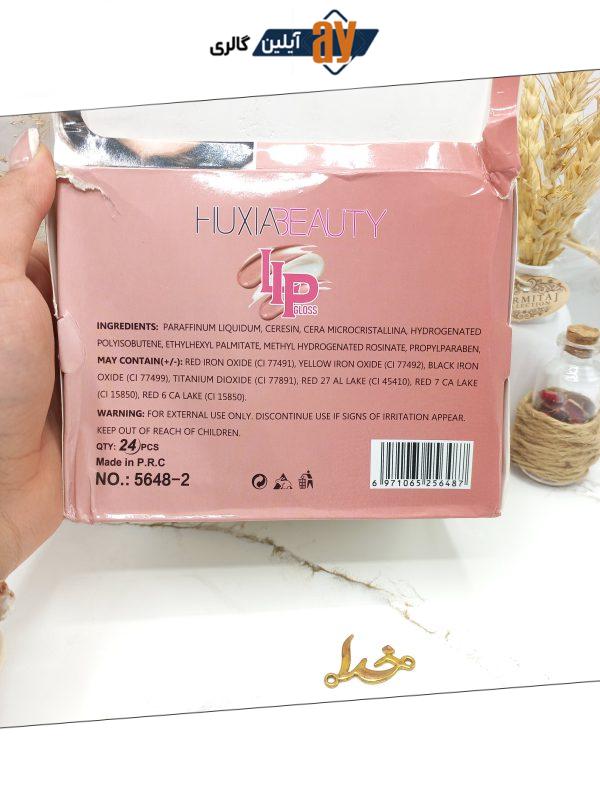 آیلین گالری
ay
HUXIABEAUTY
LIP
GLOSS
INGREDIENTS: PARAFFINUM LIQUIDUM, CERESIN, CERA MICROCRISTALLINA, HYDROGENATED
POLYISOBUTENE, ETHYLHEXYL PALMITATE, METHYL HYDROGENATED ROSINATE, PROPYLPARABEN,
MAY CONTAIN(+/-): RED IRON OXIDE (CI 77491), YELLOW IRON OXIDE (CI 77492), BLACK IRON
OXIDE (CI 77499), TITANIUM DIOXIDE (CI 77891), RED 27 AL LAKE (CI 45410), RED 7 CA LAKE
(CI 15850), RED 6 CA LAKE (CI 15850).
WARNING: FOR EXTERNAL USE ONLY. DISCONTINUE USE IF SIGNS OF IRRITATION APPEAR.
KEEP OUT OF REACH OF CHILDREN.
QTY: 24 PCS
Made in P.R.C
NO.: 5648-2
6 971065 256487
خدا